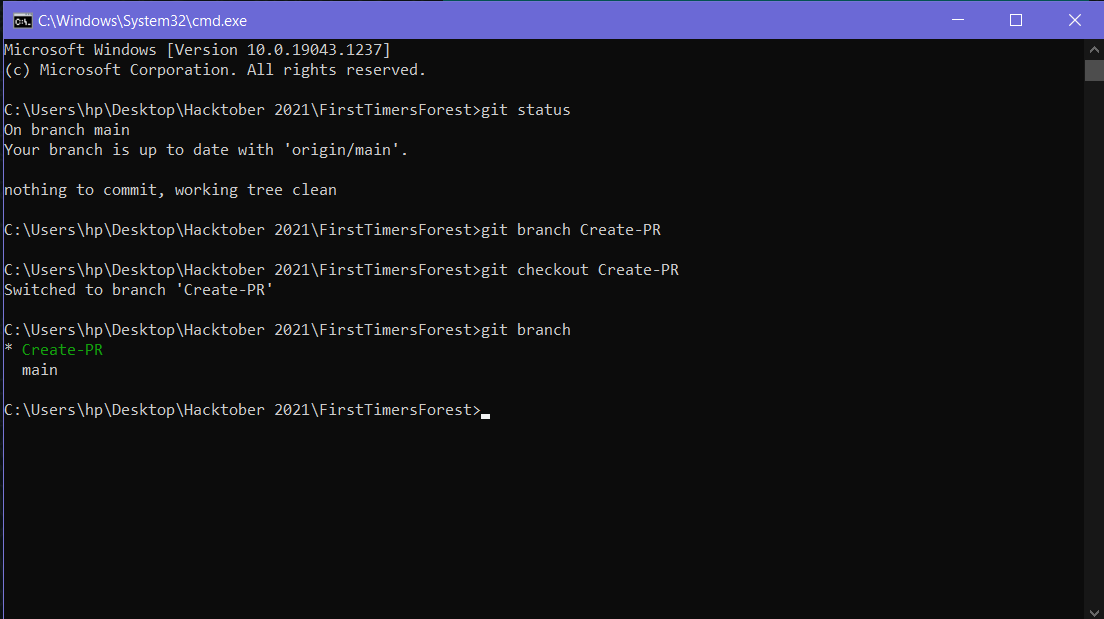 C:\Windows\System32\cmd.exe
Microsoft Windows [Version 10.0.19043.1237]
(c) Microsoft Corporation. All rights reserved.
C:\Users\hp\Desktop\Hacktober 2021\FirstTimersForest>git status
On branch main
Your branch is up to date with 'origin/main'.
nothing to commit, working tree clean
C:\Users\hp\Desktop\Hacktober 2021\FirstTimersForest>git branch Create-PR
C:\Users\hp\Desktop\Hacktober 2021\FirstTimersForest>git checkout Create-PR
Switched to branch 'Create-PR'
C:\Users\hp\Desktop\Hacktober 2021\FirstTimersForest>git branch
* Create-PR
  main
C:\Users\hp\Desktop\Hacktober 2021\FirstTimersForest>